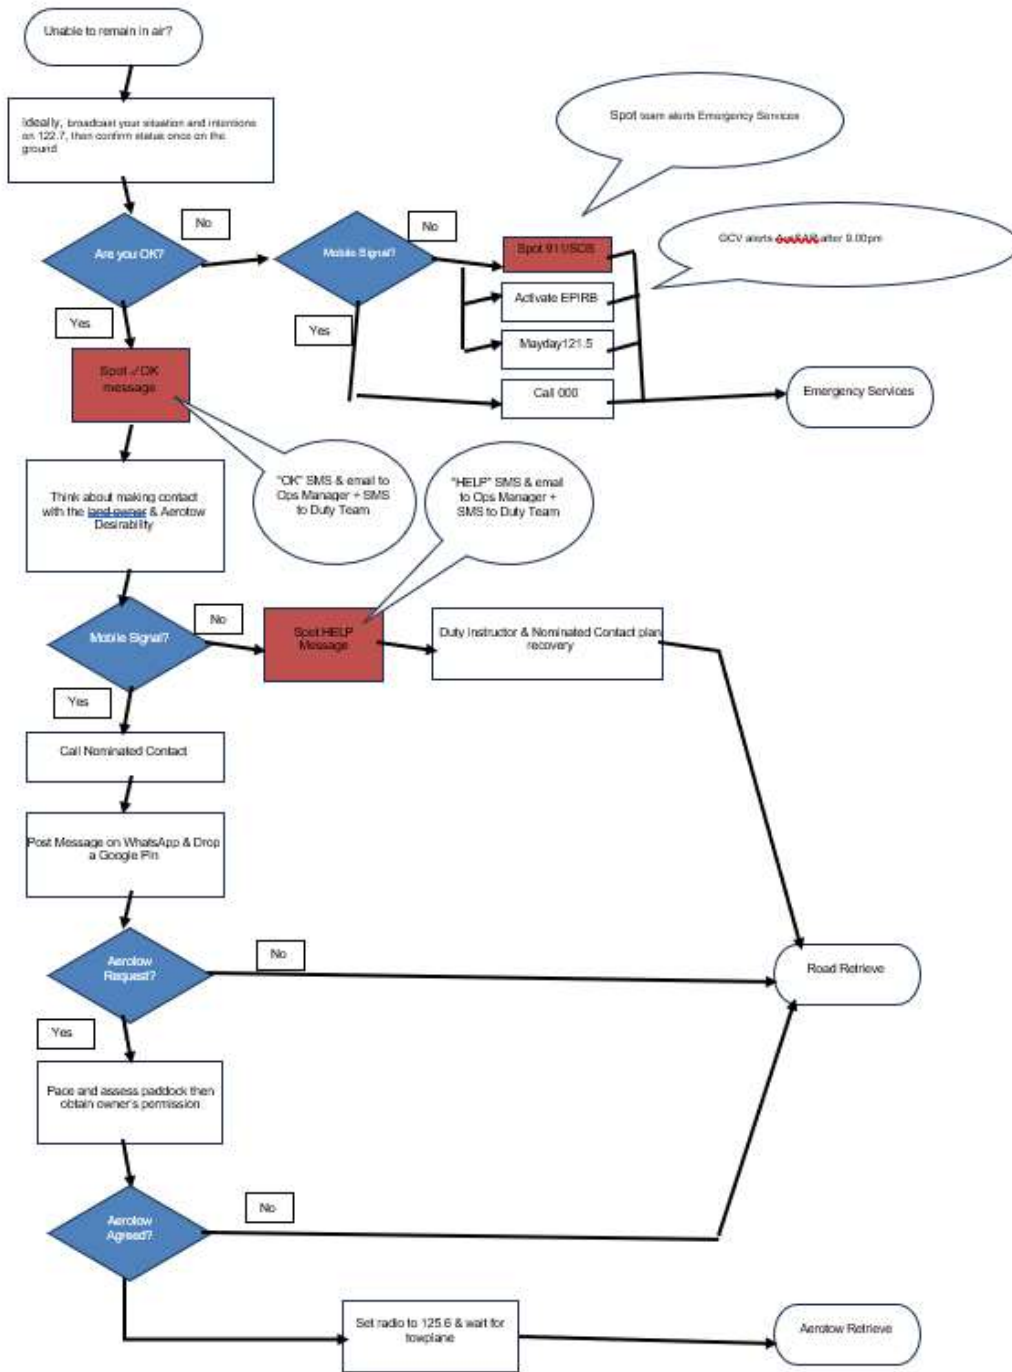 Unable to remain in air?
Ideally, broadcast your situation and intentions
on 122.7, then confirm status once on the
ground
Spot team alerts Emergency Services
No
No
GCV alerts AusSAR after 9.00pm
Are you OK?
Mobile Signal?
Spot 911/SOS
Activate EPIRB
Yes
Yes
Mayday121.5
Spot ✓OK
message
Call 000
Emergency Services
Think about making contact
with the land owner & Aerotow
Desirability
"OK" SMS & email to
Ops Manager + SMS
to Duty Team
"HELP" SMS & email
to Ops Manager +
SMS to Duty Team
No
Mobile Signal?
Spot HELP
Message
Duty Instructor & Nominated Contact plan
recovery
Yes
Call Nominated Contact
Post Message on WhatsApp & Drop
a Google Pin
No
Aerotow
Request?
Road Retrieve
Yes
Pace and assess paddock then
obtain owner's permission
No
Aerotow
Agreed?
Set radio to 125.6 & wait for
towplane
Aerotow Retrieve